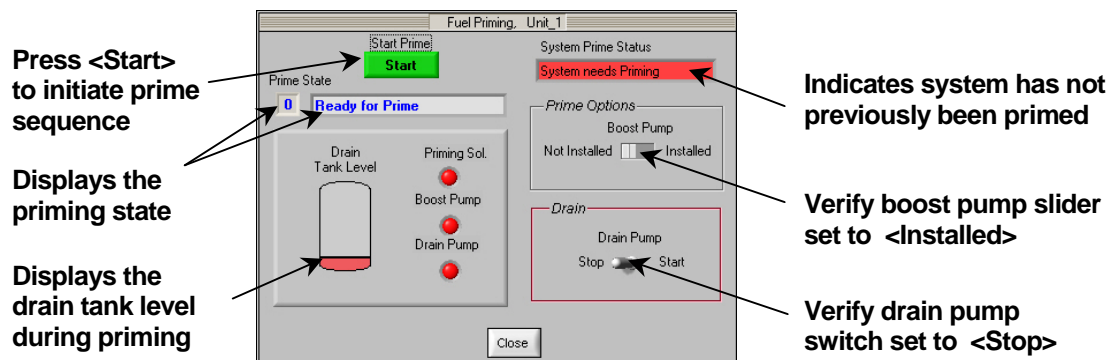 Fuel Priming, Unit_1
Press <Start>
to initiate prime
sequence
Displays the
priming state
Displays the
drain tank level
during priming
Start Prime
Start
Prime State
0 Ready for Prime
Drain
Tank Level
Priming Sol.
Boost Pump
Drain Pump
System Prime Status
System needs Priming
Prime Options
Boost Pump
Not Installed Installed
Drain
Drain Pump
Stop Start
Close
Indicates system has not
previously been primed
Verify boost pump slider
set to <Installed>
Verify drain pump
switch set to <Stop>